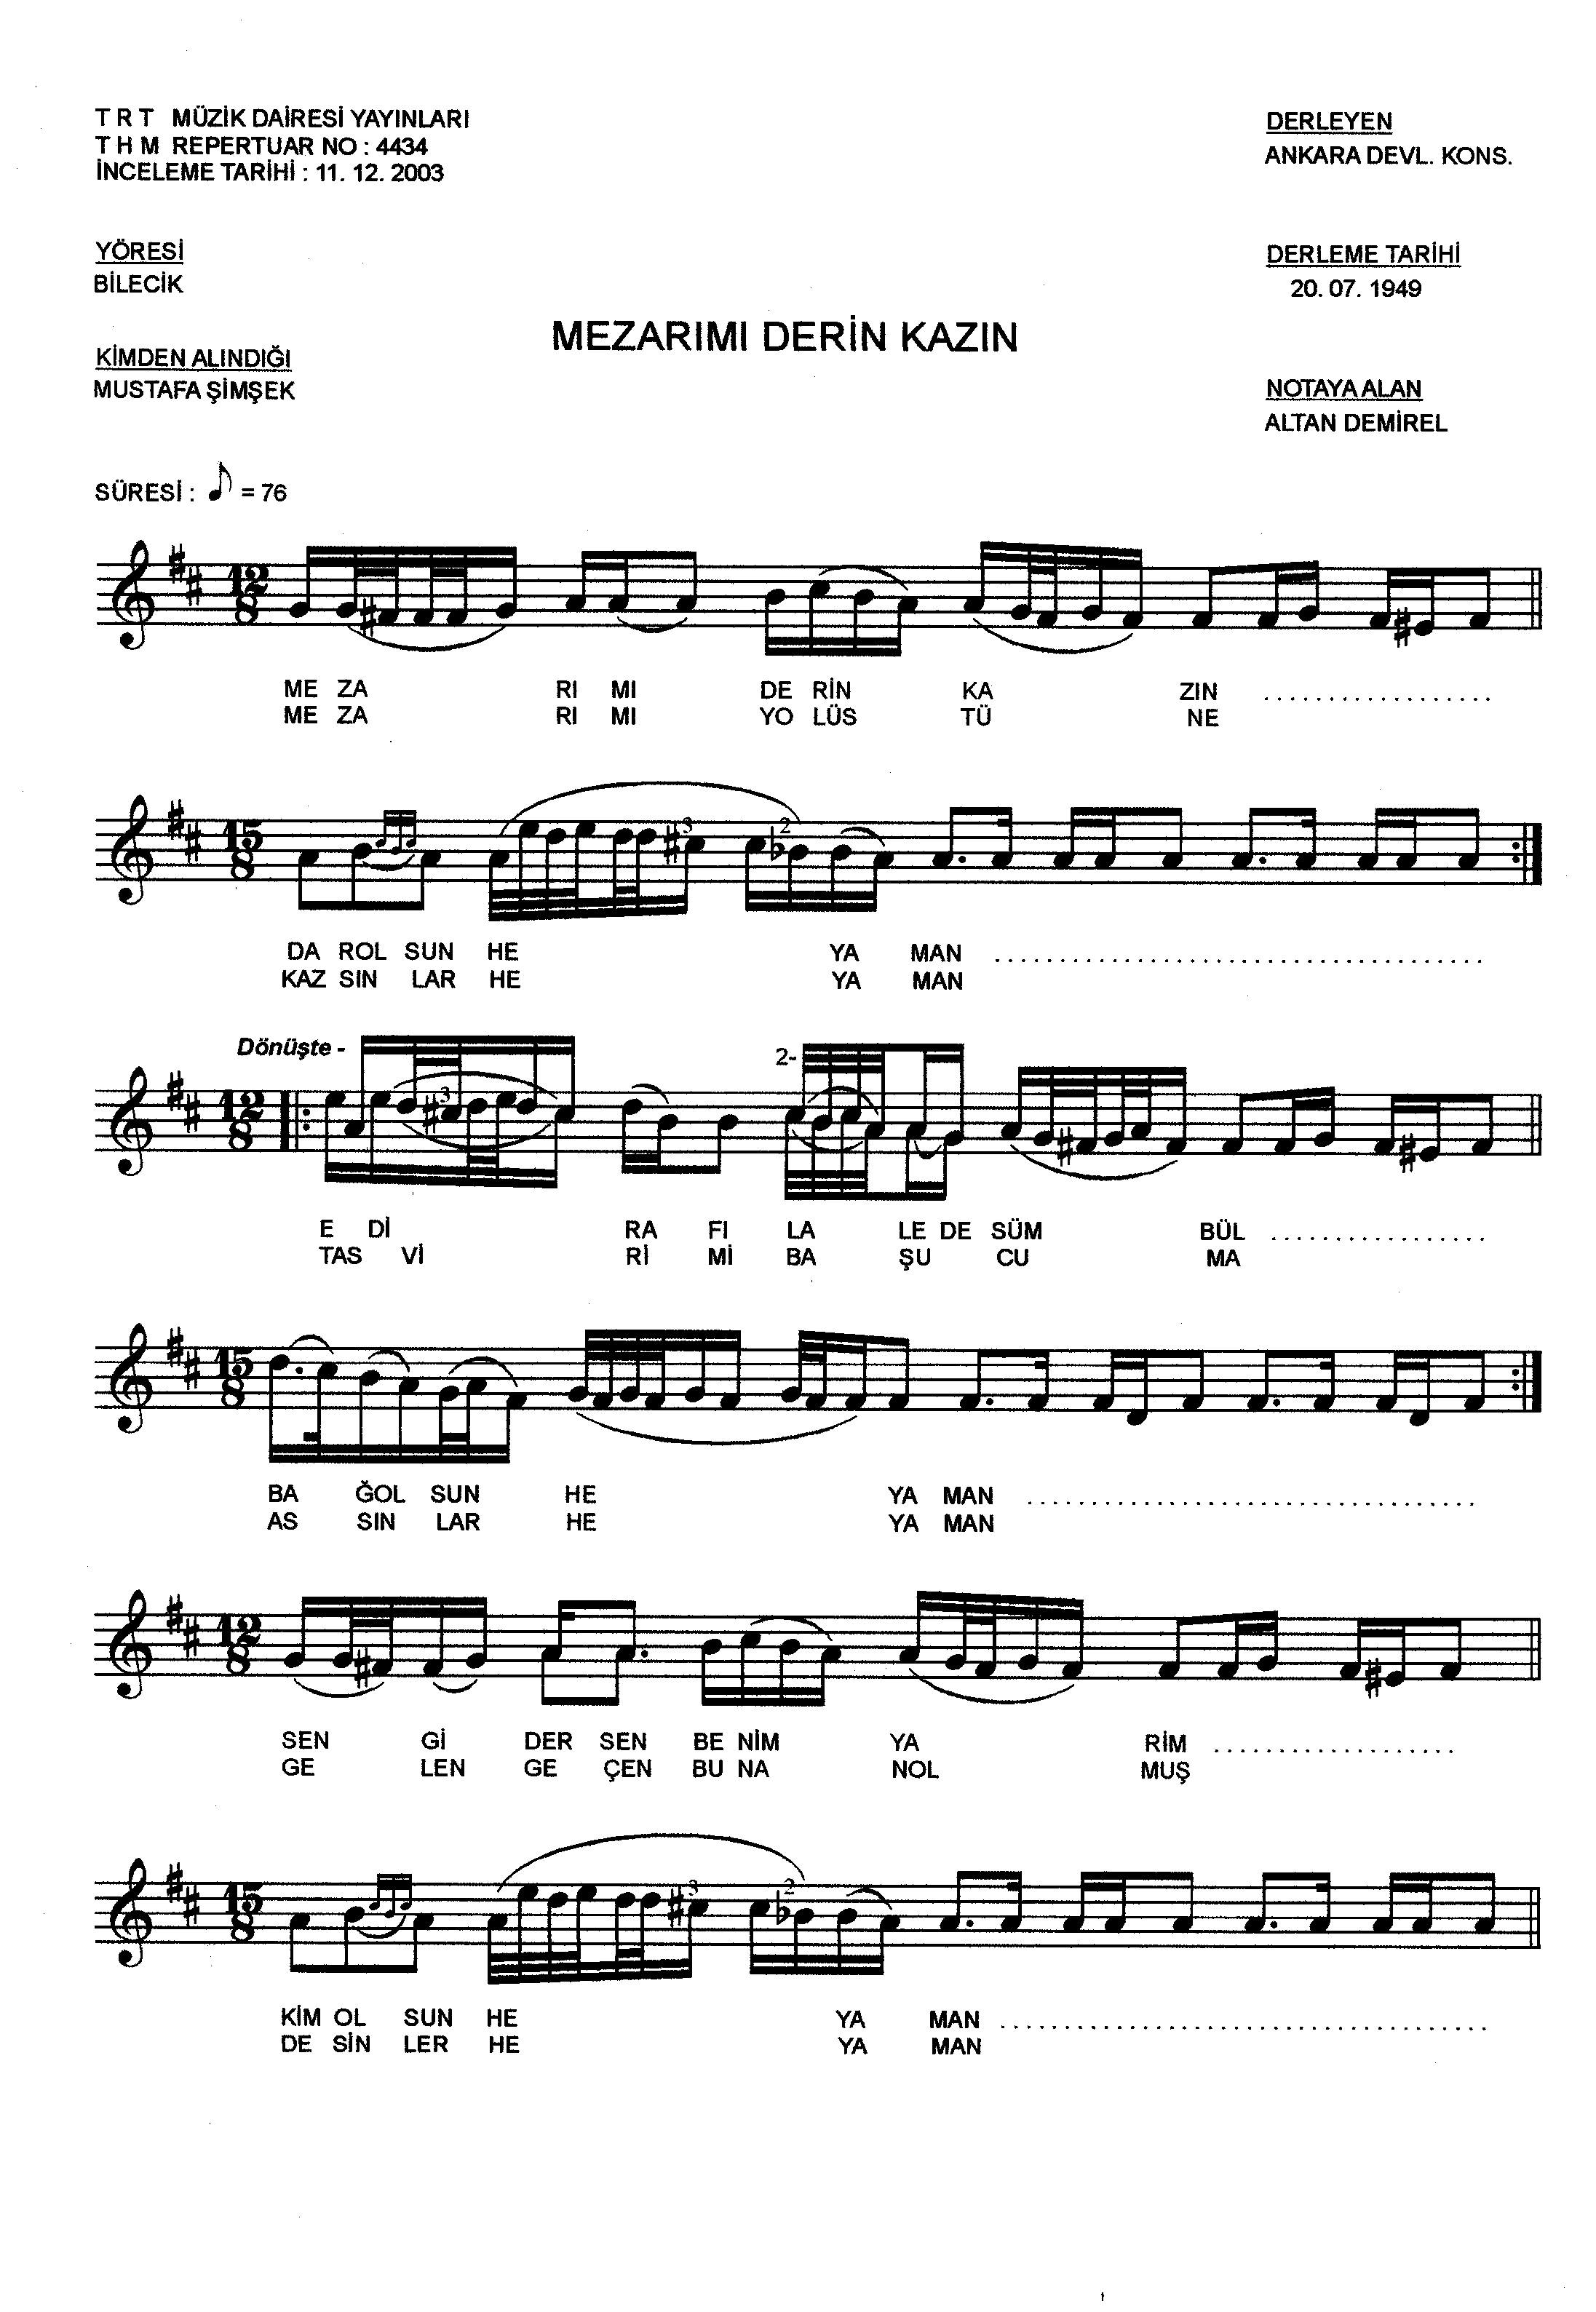 T R T MÜZİK DAİRESİ YAYINLARI
T H M REPERTUAR NO : 4434
İNCELEME TARİHİ : 11. 12. 2003
DERLEYEN
ANKARA DEVL. KONS.
YÖRESİ
BİLECİK
DERLEME TARİHİ
20. 07. 1949
MEZARIMI DERİN KAZIN
KİMDEN ALINDIĞI
MUSTAFA ŞİMŞEK
NOTAYA ALAN
ALTAN DEMİREL
SÜRESİ : ♪ = 76
12
8
ME ZA RI MI DE RİN KA ZIN ..................
ME ZA RI MI YO LÜS TÜ NE
15
8
3 2
DA ROL SUN HE YA MAN ......................................
KAZ SIN LAR HE YA MAN
Dönüşte - 2-
12
8
3
E Dİ RA FI LA LE DE SÜM BÜL .................
TAS Vİ Rİ Mİ BA ŞU CU MA
15
8
BA ĞOL SUN HE YA MAN ...................................
AS SIN LAR HE YA MAN
12
8
SEN Gİ DER SEN BE NİM YA RİM ...................
GE LEN GE ÇEN BU NA NOL MUŞ
15
8
3 2
KİM OL SUN HE YA MAN ......................................
DE SİN LER HE YA MAN